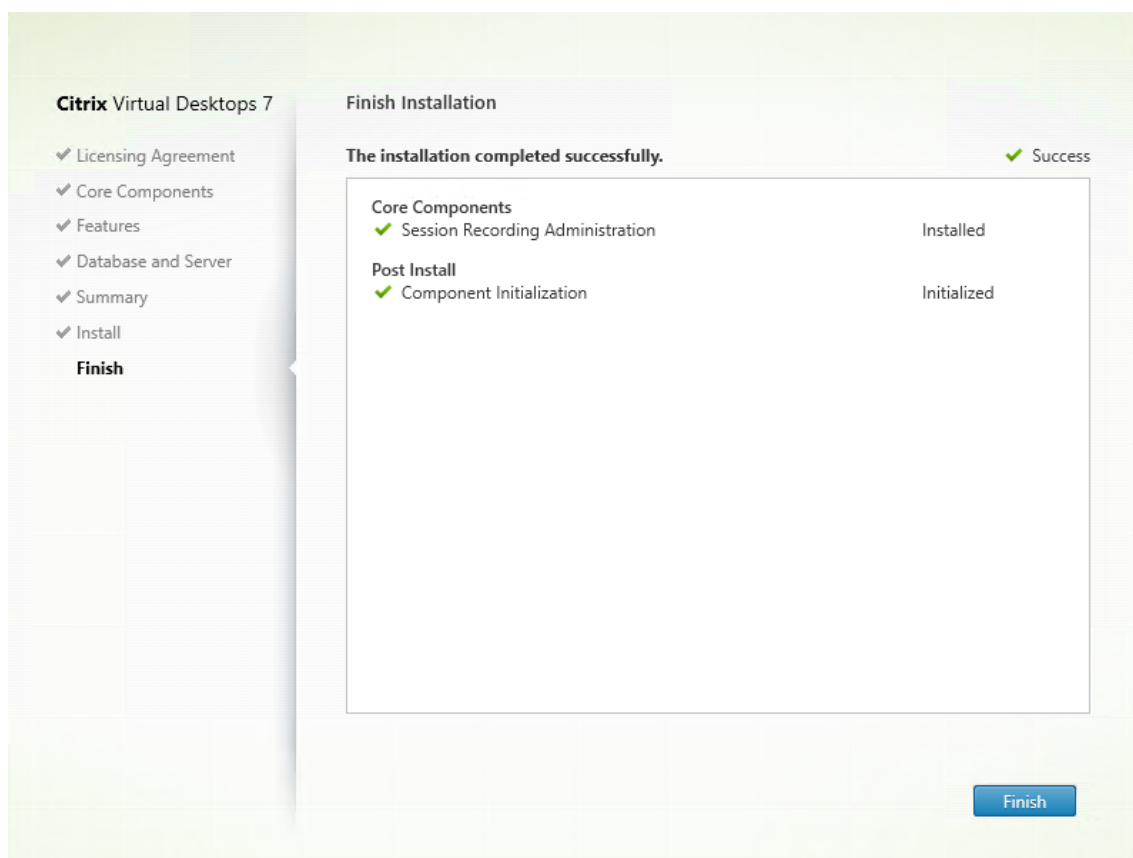 Citrix Virtual Desktops 7
Licensing Agreement
Core Components
Features
Database and Server
Summary
Install
Finish
Finish Installation
The installation completed successfully.
Success
Core Components
Session Recording Administration Installed
Post Install
Component Initialization Initialized
Finish